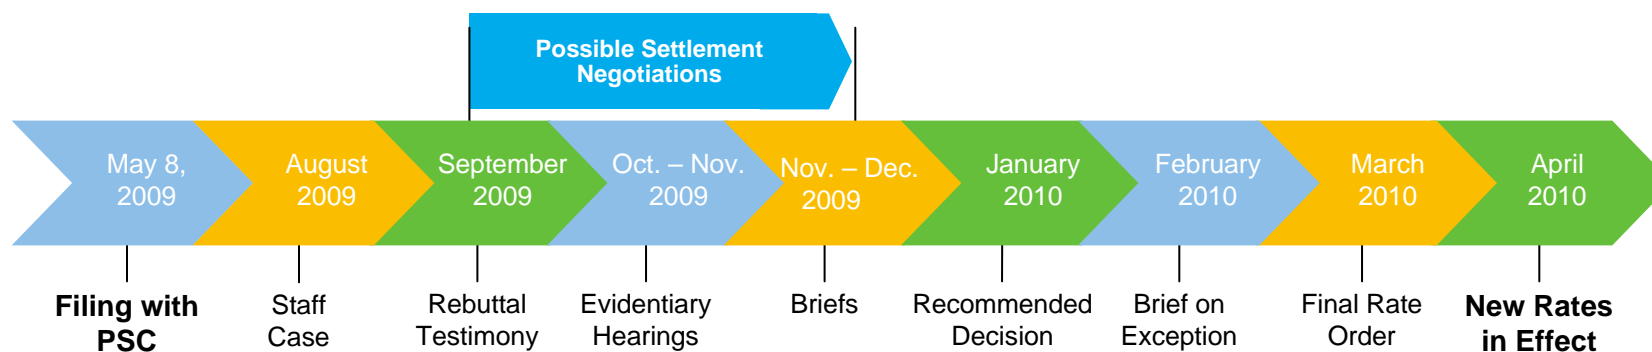 Possible Settlement
Negotiations
May 8,
2009
August
2009
September
2009
Oct. – Nov.
2009
Nov. – Dec.
2009
January
2010
February
2010
March
2010
April
2010
Filing with
PSC
Staff
Case
Rebuttal
Testimony
Evidentiary
Hearings
Briefs
Recommended
Decision
Brief on
Exception
Final Rate
Order
New Rates
in Effect